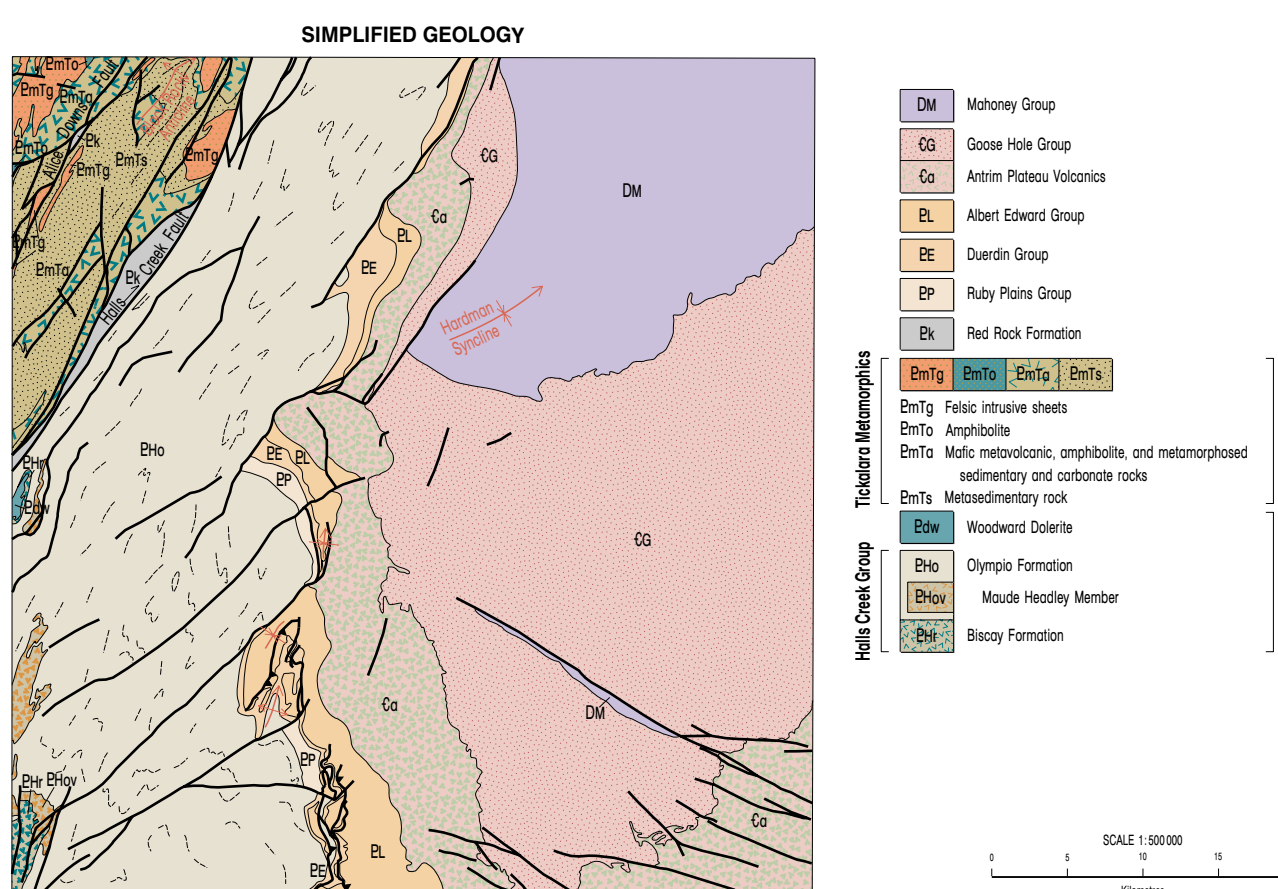 SIMPLIFIED GEOLOGY
ⱣmTo
ⱣmTg
ⱣmTa
Alice Downs Fault
ⱣmTo
Ᵽk
ⱣmTs
ⱣmTg
ⱣmTg
ⱣmTg
ⱣmTa
Ᵽk
Halls Creek Fault
ⱣHo
ⱣHr
Ᵽdw
ⱣHr
ⱣHov
ⱣL
ⱣE
Ꞓa
ꞒG
DM
Hardman
Syncline
ⱣE
ⱣL
ⱣP
ꞒG
Ꞓa
DM
ⱣP
ⱣL
ⱣE
Ꞓa
DM Mahoney Group
ꞒG Goose Hole Group
Ꞓa Antrim Plateau Volcanics
ⱣL Albert Edward Group
ⱣE Duerdin Group
ⱣP Ruby Plains Group
Ᵽk Red Rock Formation
Tickalara Metamorphics
ⱣmTg ⱣmTo ⱣmTa ⱣmTs
ⱣmTg Felsic intrusive sheets
ⱣmTo Amphibolite
ⱣmTa Mafic metavolcanic, amphibolite, and metamorphosed
sedimentary and carbonate rocks
ⱣmTs Metasedimentary rock
Ᵽdw Woodward Dolerite
Halls Creek Group
ⱣHo Olympio Formation
ⱣHov Maude Headley Member
ⱣHr Biscay Formation
SCALE 1:500 000
0 5 10 15